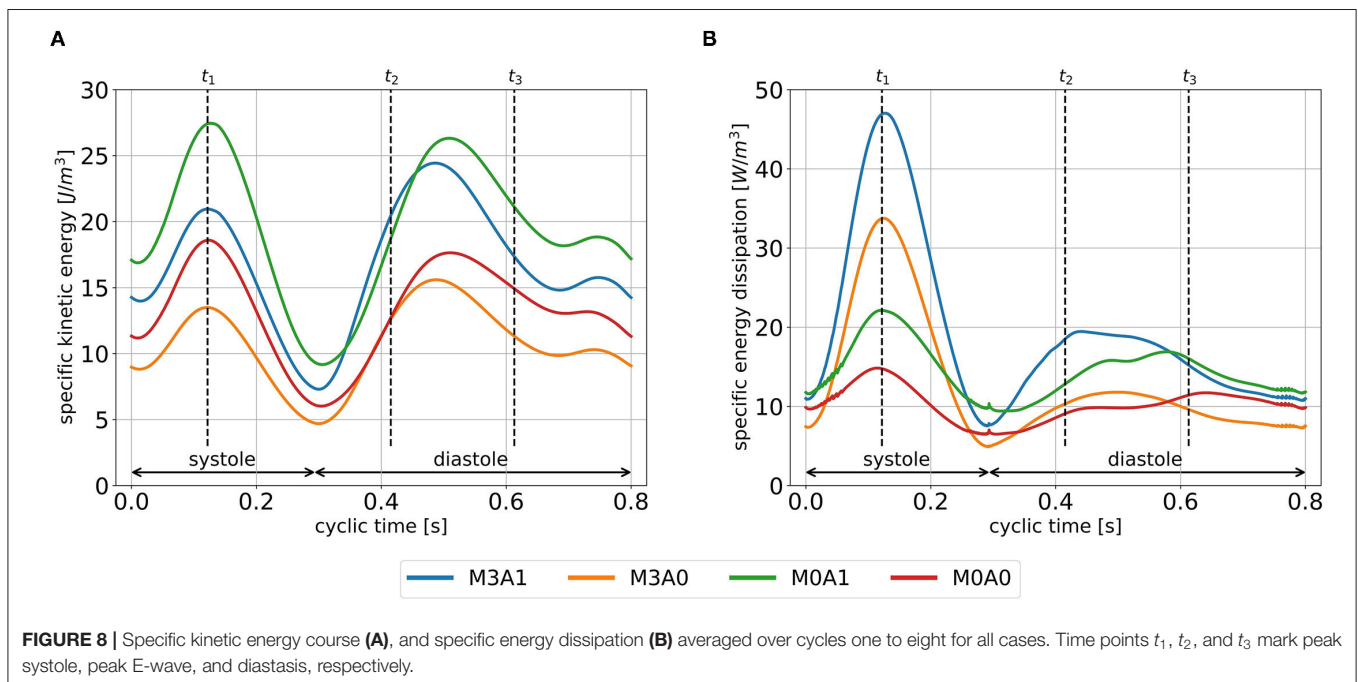 A
B
t1 t2 t3
t1 t2 t3
30
25
20
15
10
5
0
specific kinetic energy [J/m³]
systole diastole
0.0 0.2 0.4 0.6 0.8
cyclic time [s]
50
40
30
20
10
0
specific energy dissipation [W/m³]
systole diastole
0.0 0.2 0.4 0.6 0.8
cyclic time [s]
M3A1 M3A0 M0A1 M0A0
FIGURE 8 | Specific kinetic energy course (A), and specific energy dissipation (B) averaged over cycles one to eight for all cases. Time points t1, t2, and t3 mark peak
systole, peak E-wave, and diastasis, respectively.